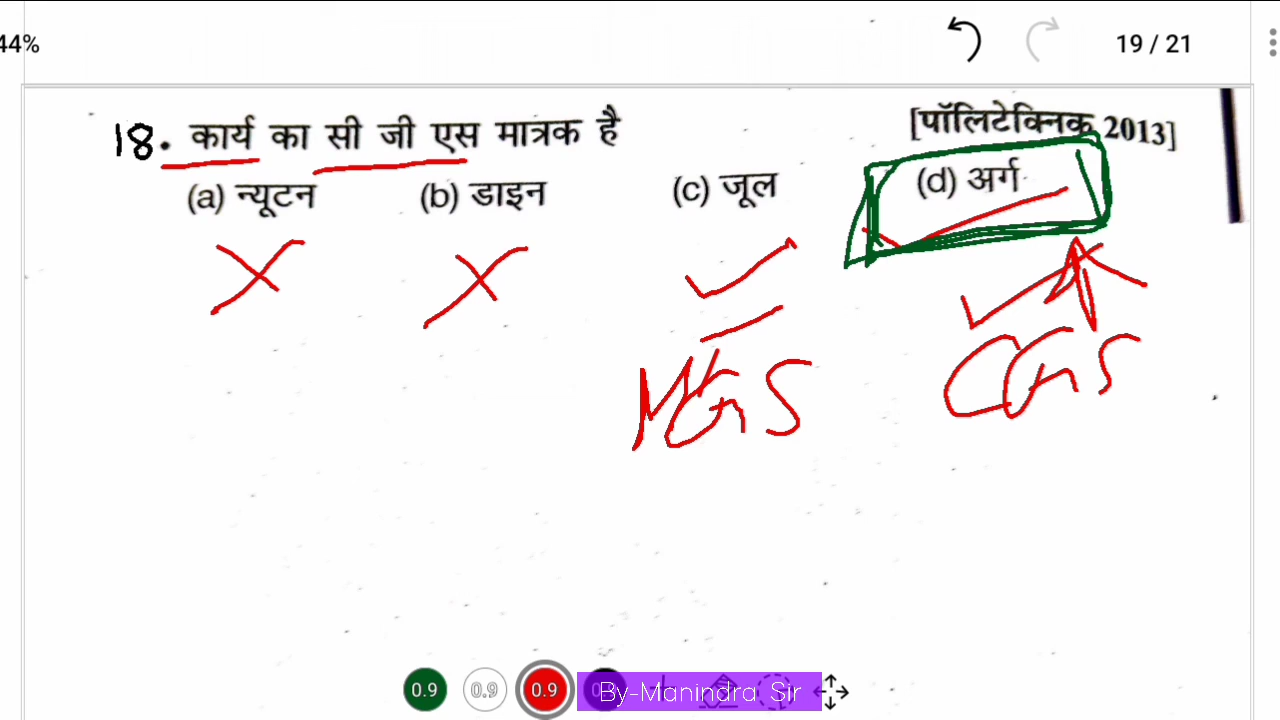 44%
19 / 21
18. कार्य का सी जी एस मात्रक है [पॉलिटेक्निक 2013]
(a) न्यूटन (b) डाइन (c) जूल (d) अर्ग
MGS CGS
0.9 0.9 0.9
By-Manindra Sir